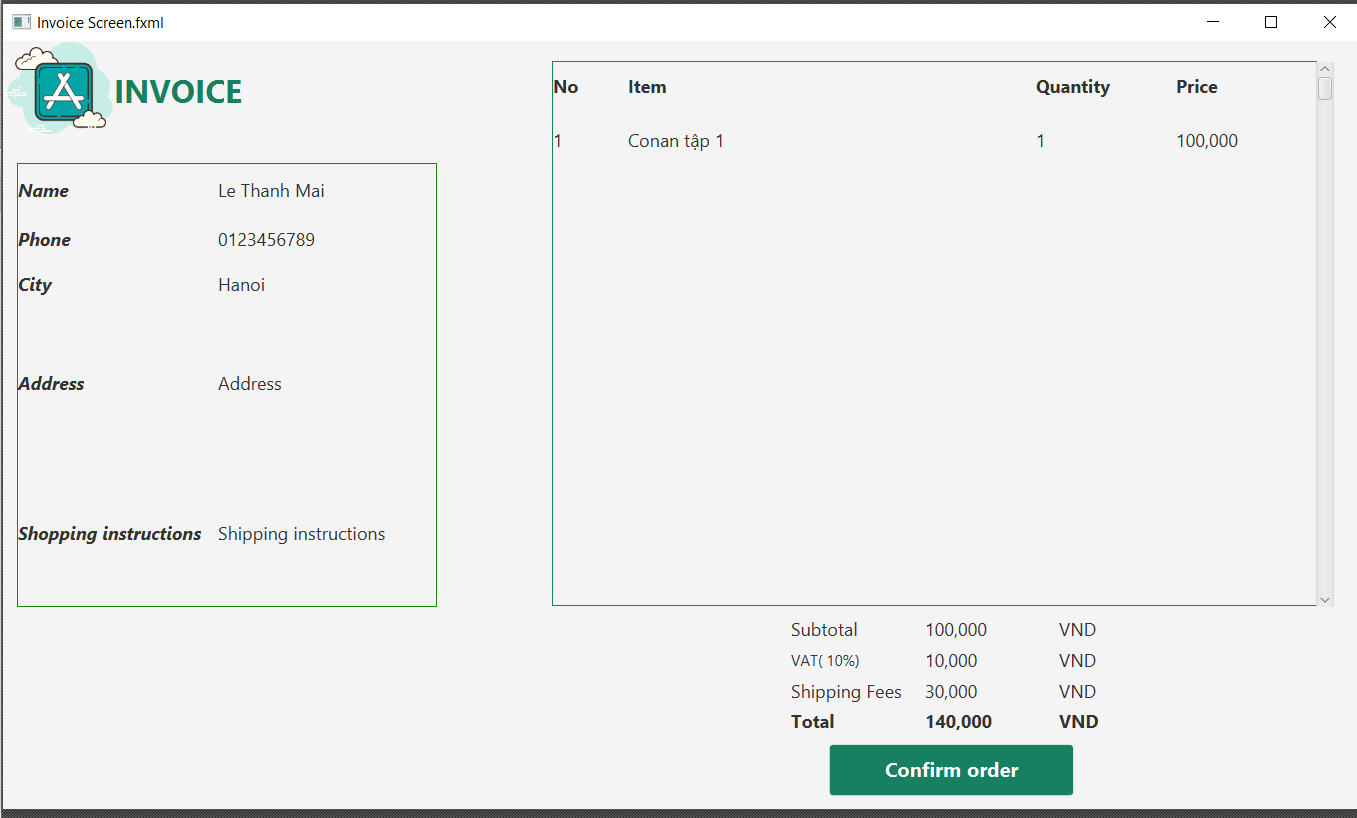 Invoice Screen.fxml
INVOICE
Name Le Thanh Mai
Phone 0123456789
City Hanoi
Address Address
Shopping instructions Shipping instructions
No Item Quantity Price
1 Conan tập 1 1 100,000
Subtotal 100,000 VND
VAT( 10%) 10,000 VND
Shipping Fees 30,000 VND
Total 140,000 VND
Confirm order